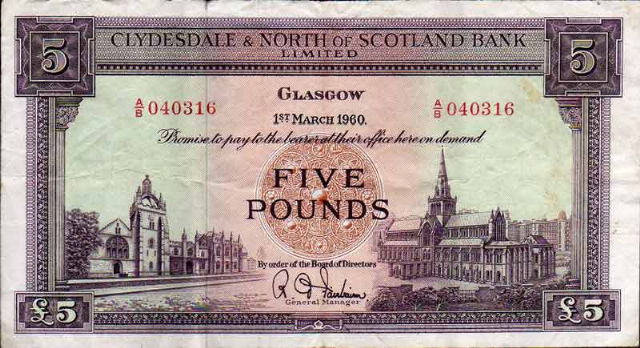 5 CLYDESDALE & NORTH OF SCOTLAND BANK 5
LIMITED
GLASGOW
A/B 040316 A/B 040316
1ST MARCH 1960.
Promise to pay to the bearer at their office here on demand
FIVE
POUNDS
By order of the Board of Directors
R. D. Fairbairn
General Manager
£5 £5